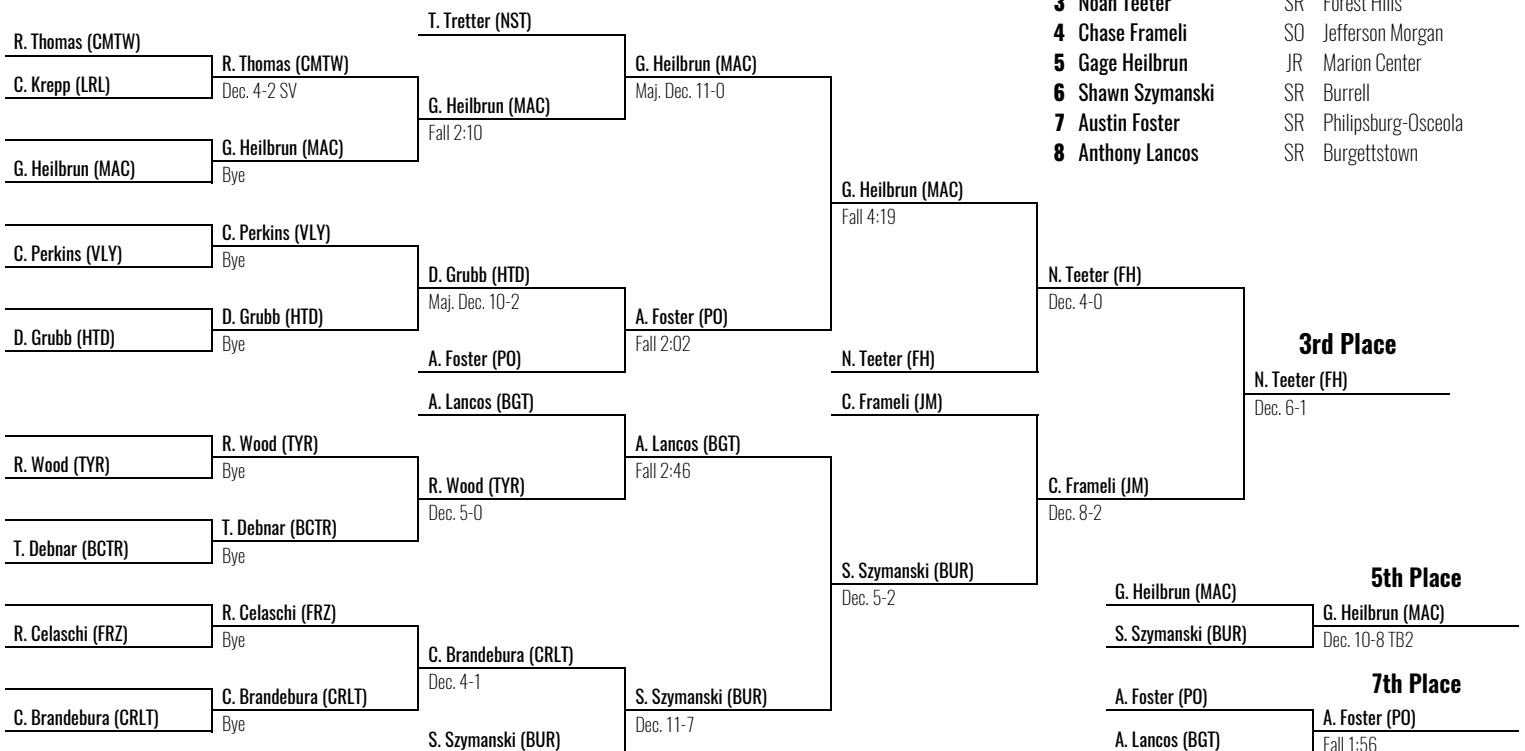 T. Tretter (NST)
R. Thomas (CMTW)
R. Thomas (CMTW)
G. Heilbrun (MAC)
C. Krepp (LRL)
Dec. 4-2 SV
Maj. Dec. 11-0
G. Heilbrun (MAC)
Fall 2:10
G. Heilbrun (MAC)
G. Heilbrun (MAC)
Bye
G. Heilbrun (MAC)
Fall 4:19
C. Perkins (VLY)
C. Perkins (VLY)
Bye
D. Grubb (HTD)
Maj. Dec. 10-2
N. Teeter (FH)
Dec. 4-0
D. Grubb (HTD)
D. Grubb (HTD)
Bye
A. Foster (PO)
Fall 2:02
A. Foster (PO)
N. Teeter (FH)
3rd Place
N. Teeter (FH)
Dec. 6-1
A. Lancos (BGT)
C. Frameli (JM)
R. Wood (TYR)
R. Wood (TYR)
Bye
A. Lancos (BGT)
Fall 2:46
R. Wood (TYR)
Dec. 5-0
C. Frameli (JM)
Dec. 8-2
T. Debnar (BCTR)
T. Debnar (BCTR)
Bye
S. Szymanski (BUR)
Dec. 5-2
R. Celaschi (FRZ)
R. Celaschi (FRZ)
Bye
C. Brandebura (CRLT)
Dec. 4-1
C. Brandebura (CRLT)
C. Brandebura (CRLT)
Bye
S. Szymanski (BUR)
Dec. 11-7
S. Szymanski (BUR)
3 Noah Teeter SR Forest Hills
4 Chase Frameli SO Jefferson Morgan
5 Gage Heilbrun JR Marion Center
6 Shawn Szymanski SR Burrell
7 Austin Foster SR Philipsburg-Osceola
8 Anthony Lancos SR Burgettstown
5th Place
G. Heilbrun (MAC)
G. Heilbrun (MAC)
S. Szymanski (BUR)
Dec. 10-8 TB2
7th Place
A. Foster (PO)
A. Foster (PO)
A. Lancos (BGT)
Fall 1:56